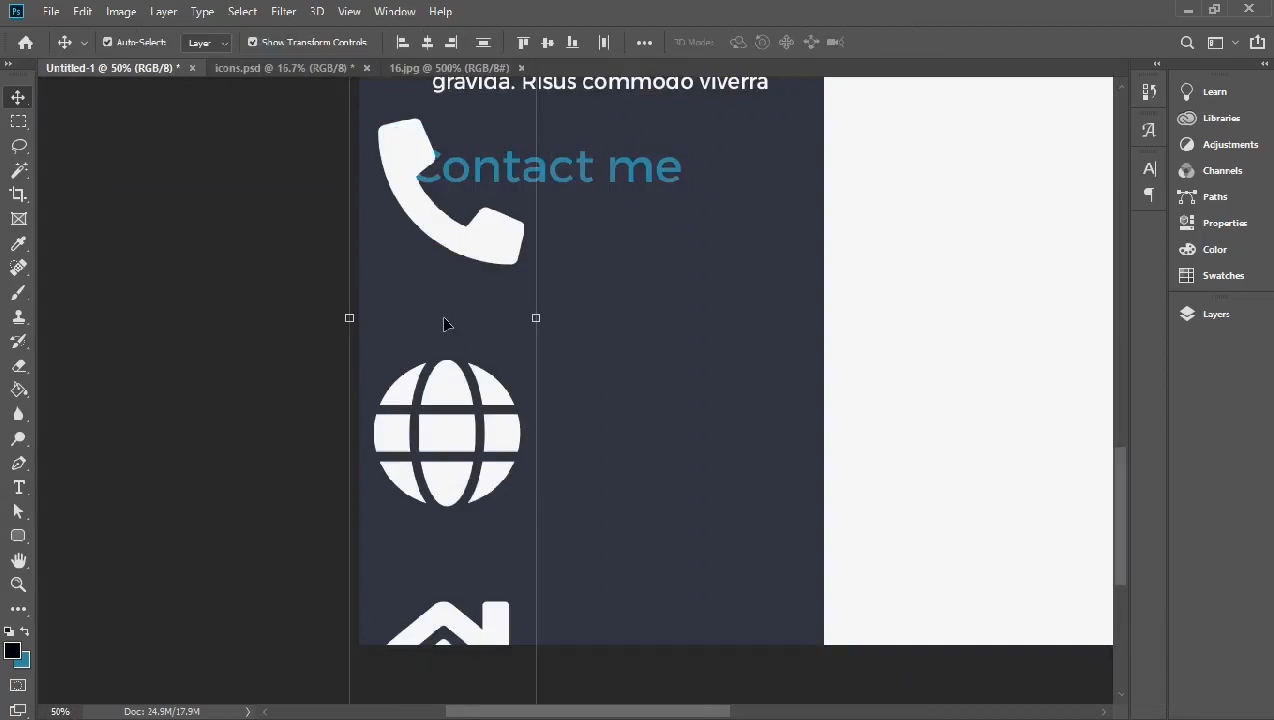 Ps File Edit Image Layer Type Select Filter 3D View Window Help
Auto-Select: Layer Show Transform Controls 3D Mode:
Untitled-1 @ 50% (RGB/8) * × icons.psd @ 16.7% (RGB/8) * × 16.jpg @ 500% (RGB/8#) ×
gravida. Risus commodo viverra
Contact me
Learn
Libraries
Adjustments
Channels
Paths
Properties
Color
Swatches
Layers
50% Doc: 24.9M/17.9M